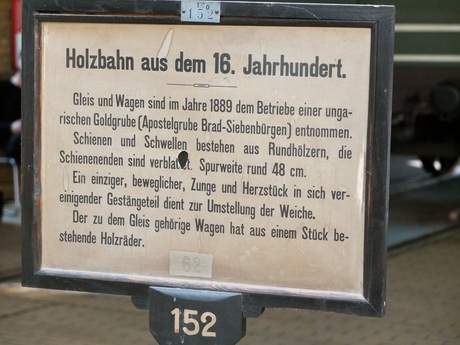 152
Holzbahn aus dem 16. Jahrhundert.
Gleis und Wagen sind im Jahre 1889 dem Betriebe einer unga-
rischen Goldgrube (Apostelgrube Brad-Siebenbürgen) entnommen.
Schienen und Schwellen bestehen aus Rundhölzern, die
Schienenenden sind verblattet. Spurweite rund 48 cm.
Ein einziger, beweglicher, Zunge und Herzstück in sich ver-
einigender Gestängeteil dient zur Umstellung der Weiche.
Der zu dem Gleis gehörige Wagen hat aus einem Stück be-
stehende Holzräder.
62
152